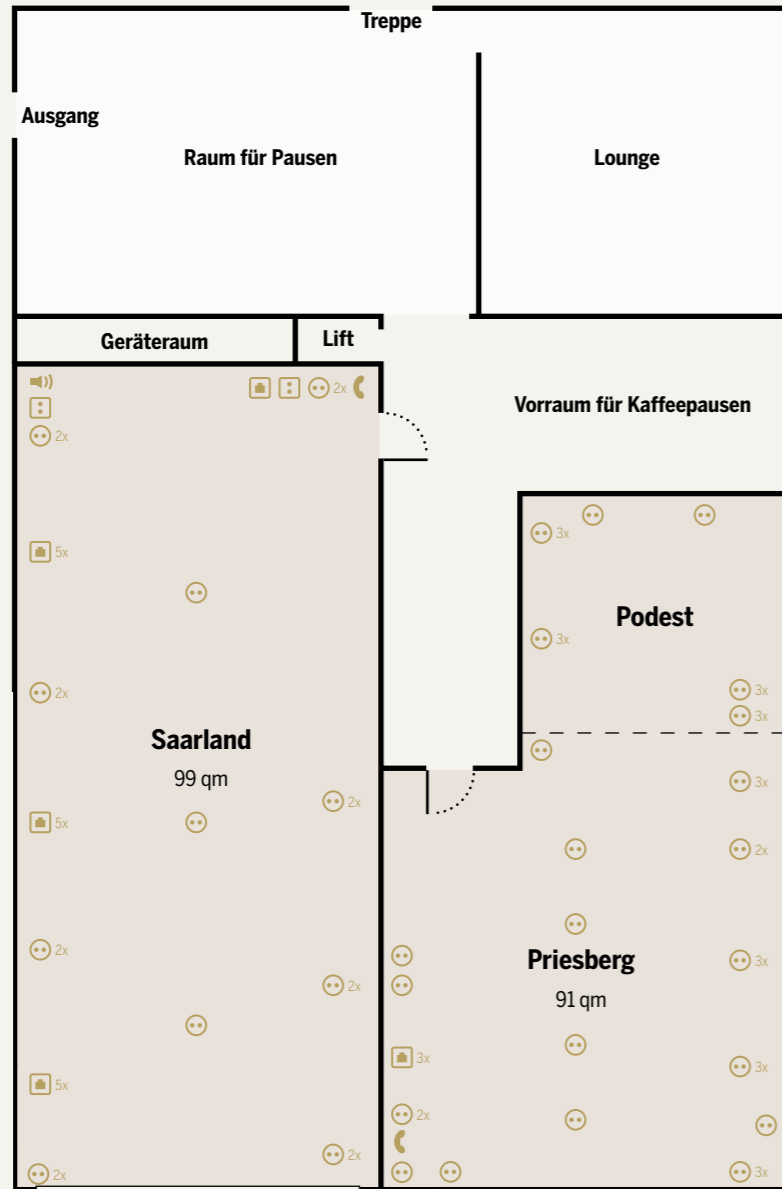 Treppe
Ausgang
Raum für Pausen
Lounge
Geräteraum
Lift
2x
Vorraum für Kaffeepausen
2x
3x
5x
Podest
3x
2x
3x
3x
Saarland
99 qm
3x
2x
5x
2x
2x
Priesberg
3x
2x
91 qm
3x
3x
5x
2x
2x
3x
2x